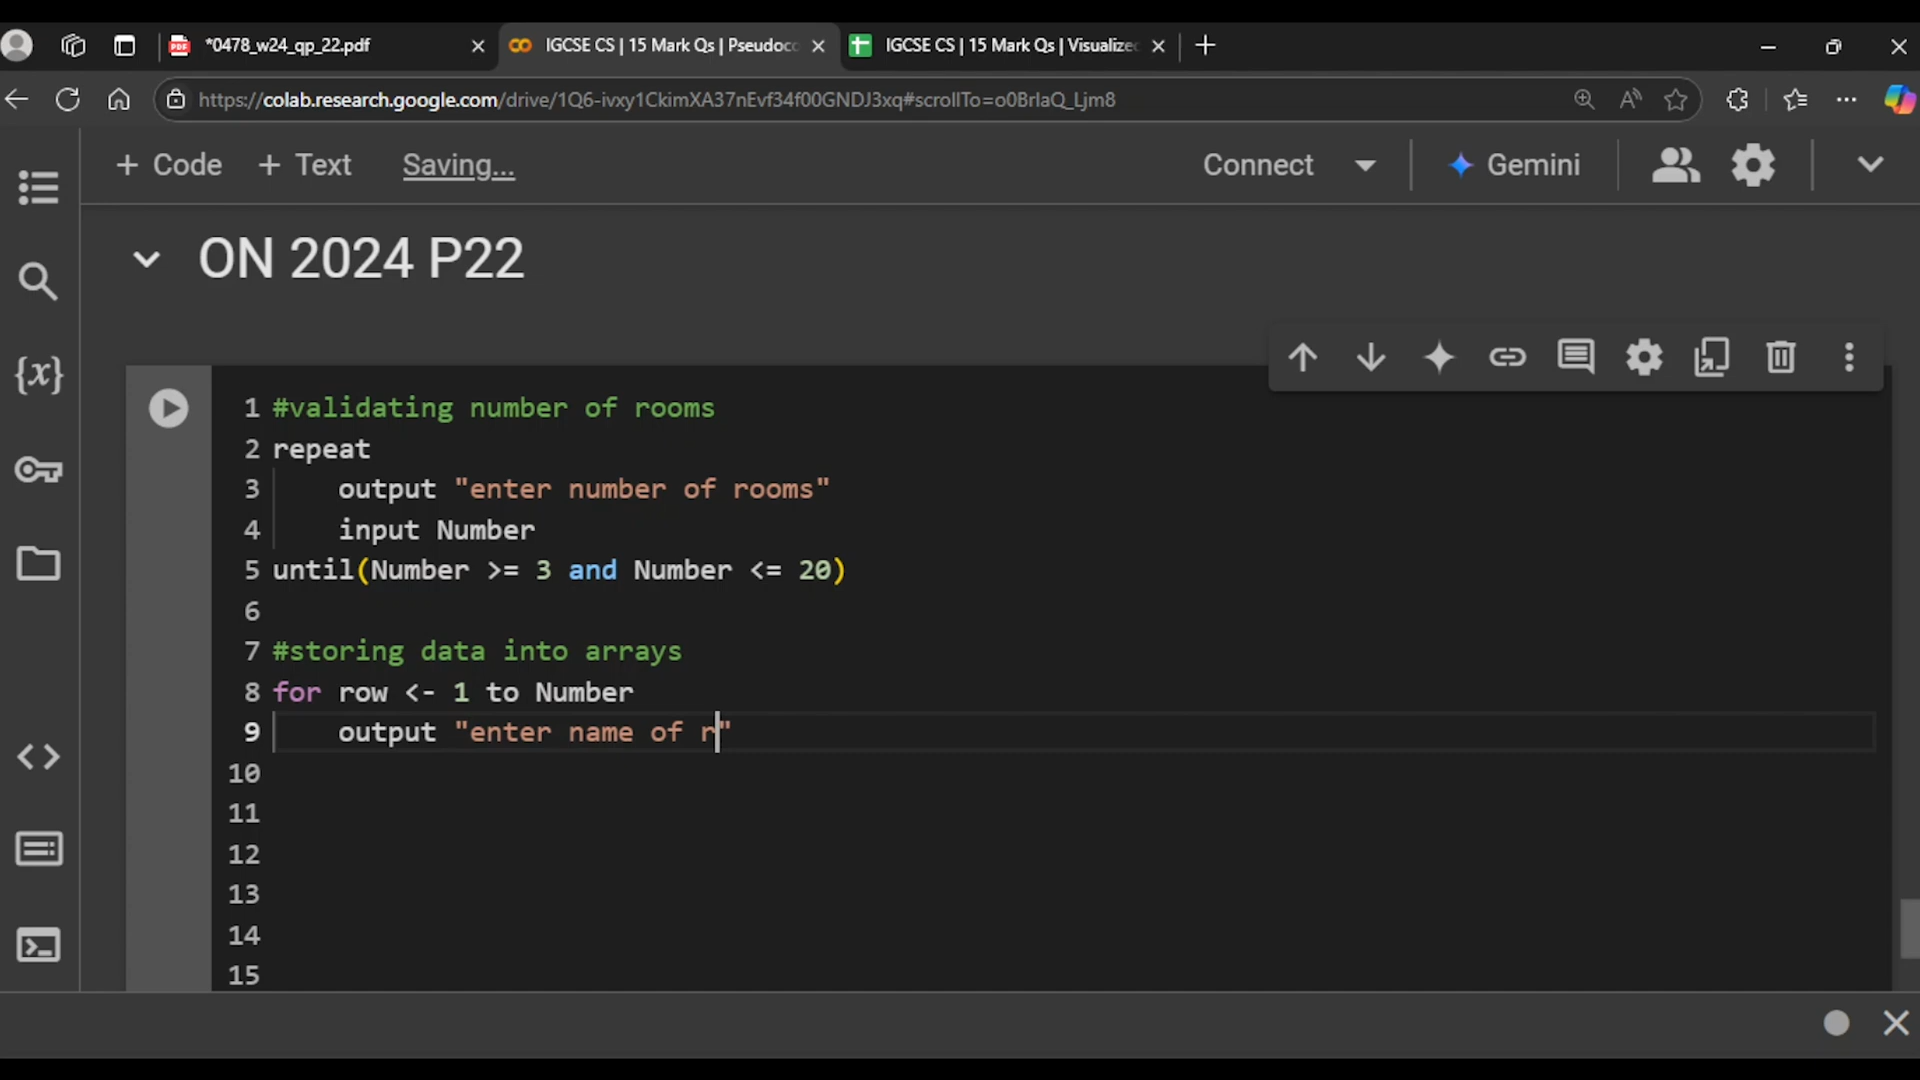 *0478_w24_qp_22.pdf
IGCSE CS | 15 Mark Qs | Pseudoco
IGCSE CS | 15 Mark Qs | Visualize
https://colab.research.google.com/drive/1Q6-ivxy1CkimXA37nEvf34f00GNDJ3xq#scrollTo=o0BrlaQ_Ljm8
+ Code + Text Saving... Connect Gemini
ON 2024 P22
1 #validating number of rooms
2 repeat
3 output "enter number of rooms"
4 input Number
5 until(Number >= 3 and Number <= 20)
6
7 #storing data into arrays
8 for row <- 1 to Number
9 output "enter name of r"
10
11
12
13
14
15